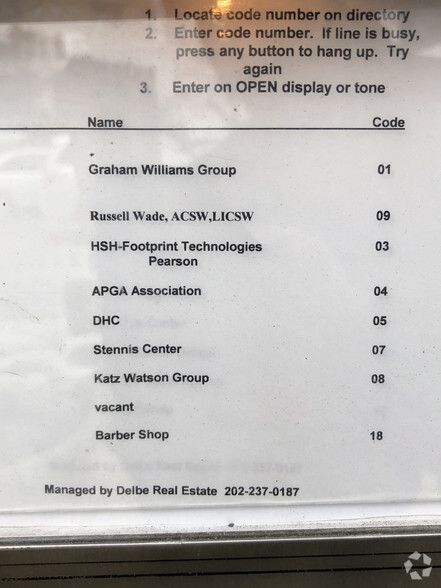 1. Locate code number on directory
2. Enter code number. If line is busy,
press any button to hang up. Try
again
3. Enter on OPEN display or tone
Name Code
Graham Williams Group 01
Russell Wade, ACSW,LICSW 09
HSH-Footprint Technologies 03
Pearson
APGA Association 04
DHC 05
Stennis Center 07
Katz Watson Group 08
vacant
Barber Shop 18
Managed by Delbe Real Estate 202-237-0187